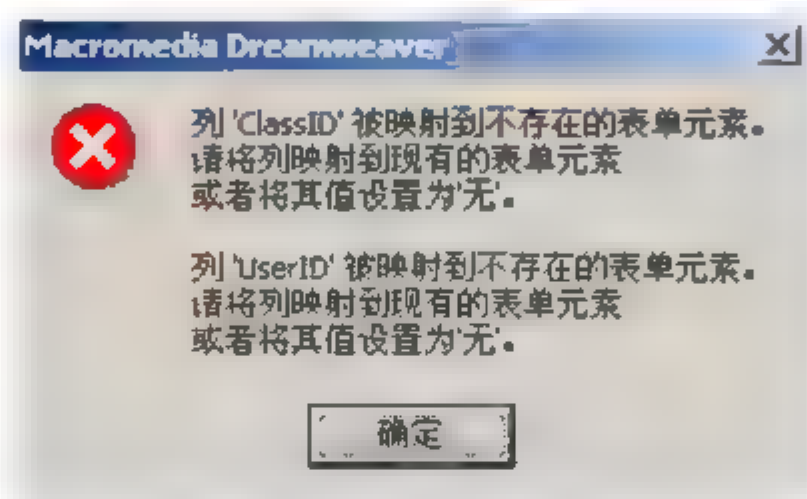 Macromedia Dreamweaver
列 'ClassID' 被映射到不存在的表单元素。
请将列映射到现有的表单元素
或者将其值设置为'无'。
列 'UserID' 被映射到不存在的表单元素。
请将列映射到现有的表单元素
或者将其值设置为'无'。
确定